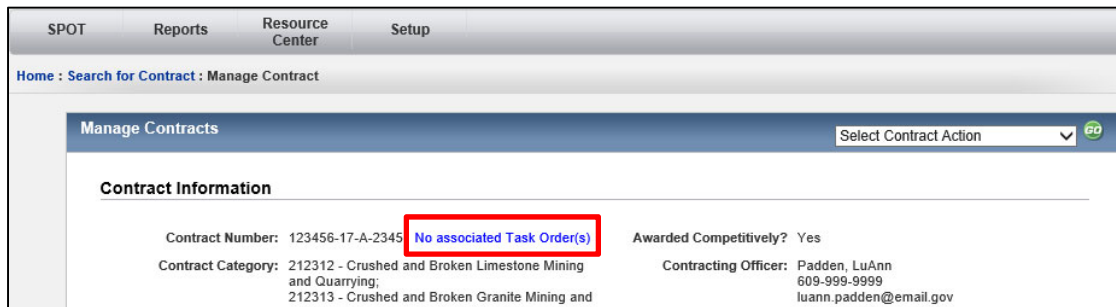 SPOT Reports Resource Center Setup
Home : Search for Contract : Manage Contract
Manage Contracts Select Contract Action GO
Contract Information
Contract Number: 123456-17-A-2345 No associated Task Order(s) Awarded Competitively? Yes
Contract Category: 212312 - Crushed and Broken Limestone Mining Contracting Officer: Padden, LuAnn
and Quarrying; 609-999-9999
212313 - Crushed and Broken Granite Mining and luann.padden@email.gov